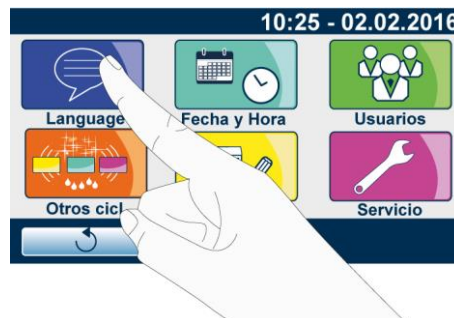 10:25 - 02.02.2016
Language Fecha y Hora Usuarios
Otros cicl Servicio